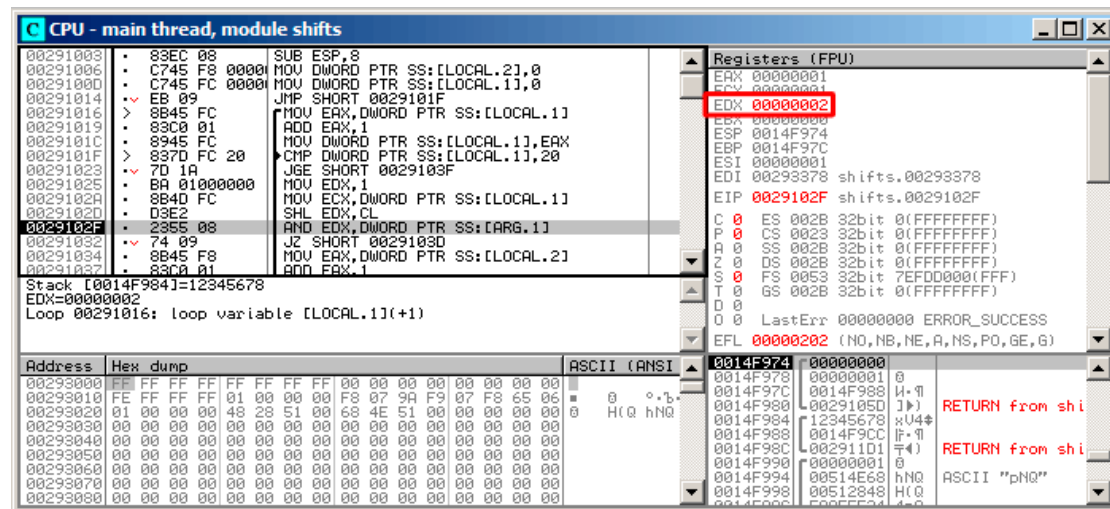 CPU - main thread, module shifts
00291003 · 83EC 08 SUB ESP,8
00291006 · C745 F8 0000 MOV DWORD PTR SS:[LOCAL.2],0
0029100D · C745 FC 0000 MOV DWORD PTR SS:[LOCAL.1],0
00291014 · EB 09 JMP SHORT 0029101F
00291016 > 8B45 FC MOV EAX,DWORD PTR SS:[LOCAL.1]
00291019 · 83C0 01 ADD EAX,1
0029101C · 8945 FC MOV DWORD PTR SS:[LOCAL.1],EAX
0029101F > 837D FC 20 CMP DWORD PTR SS:[LOCAL.1],20
00291023 · 7D 1A JGE SHORT 0029103F
00291025 · BA 01000000 MOV EDX,1
0029102A · 8B4D FC MOV ECX,DWORD PTR SS:[LOCAL.1]
0029102D · D3E2 SHL EDX,CL
0029102F · 2355 08 AND EDX,DWORD PTR SS:[ARG.1]
00291032 · 74 09 JZ SHORT 0029103D
00291034 · 8B45 F8 MOV EAX,DWORD PTR SS:[LOCAL.2]
00291037 · 83C0 01 ADD EAX,1
Stack [0014F984]=12345678
EDX=00000002
Loop 00291016: loop variable [LOCAL.1](+1)
Registers (FPU)
EAX 00000001
ECX 00000001
EDX 00000002
EBX 00000000
ESP 0014F974
EBP 0014F97C
ESI 00000001
EDI 00293378 shifts.00293378
EIP 0029102F shifts.0029102F
C 0 ES 002B 32bit 0(FFFFFFFF)
P 0 CS 0023 32bit 0(FFFFFFFF)
A 0 SS 002B 32bit 0(FFFFFFFF)
Z 0 DS 002B 32bit 0(FFFFFFFF)
S 0 FS 0053 32bit 7EFDD000(FFF)
T 0 GS 002B 32bit 0(FFFFFFFF)
D 0
O 0 LastErr 00000000 ERROR_SUCCESS
EFL 00000202 (NO,NB,NE,A,NS,PO,GE,G)
Address Hex dump ASCII (ANSI
00293000 FF FF FF FF FF FF FF FF 00 00 00 00 00 00 00 00
00293010 FE FF FF FF 01 00 00 00 F8 07 9A F9 07 F8 65 06
00293020 01 00 00 00 48 28 51 00 68 4E 51 00 00 00 00 00 H(Q hNQ
00293030 00 00 00 00 00 00 00 00 00 00 00 00 00 00 00 00
00293040 00 00 00 00 00 00 00 00 00 00 00 00 00 00 00 00
00293050 00 00 00 00 00 00 00 00 00 00 00 00 00 00 00 00
00293060 00 00 00 00 00 00 00 00 00 00 00 00 00 00 00 00
00293070 00 00 00 00 00 00 00 00 00 00 00 00 00 00 00 00
00293080 00 00 00 00 00 00 00 00 00 00 00 00 00 00 00 00
0014F974 00000000
0014F978 00000001
0014F97C 0014F988
0014F980 0029105D RETURN from shi
0014F984 12345678 xV4
0014F988 0014F9CC
0014F98C 002911D1 RETURN from shi
0014F990 00000001
0014F994 00514E68 hNQ ASCII "pNQ"
0014F998 00512848 H(Q